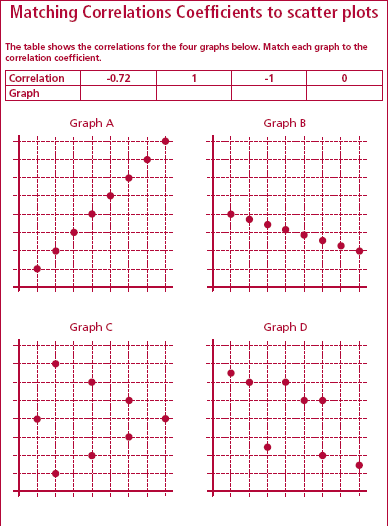 Matching Correlations Coefficients to scatter plots
The table shows the correlations for the four graphs below. Match each graph to the
correlation coefficient.
Correlation -0.72 1 -1 0
Graph
Graph A Graph B
Graph C Graph D